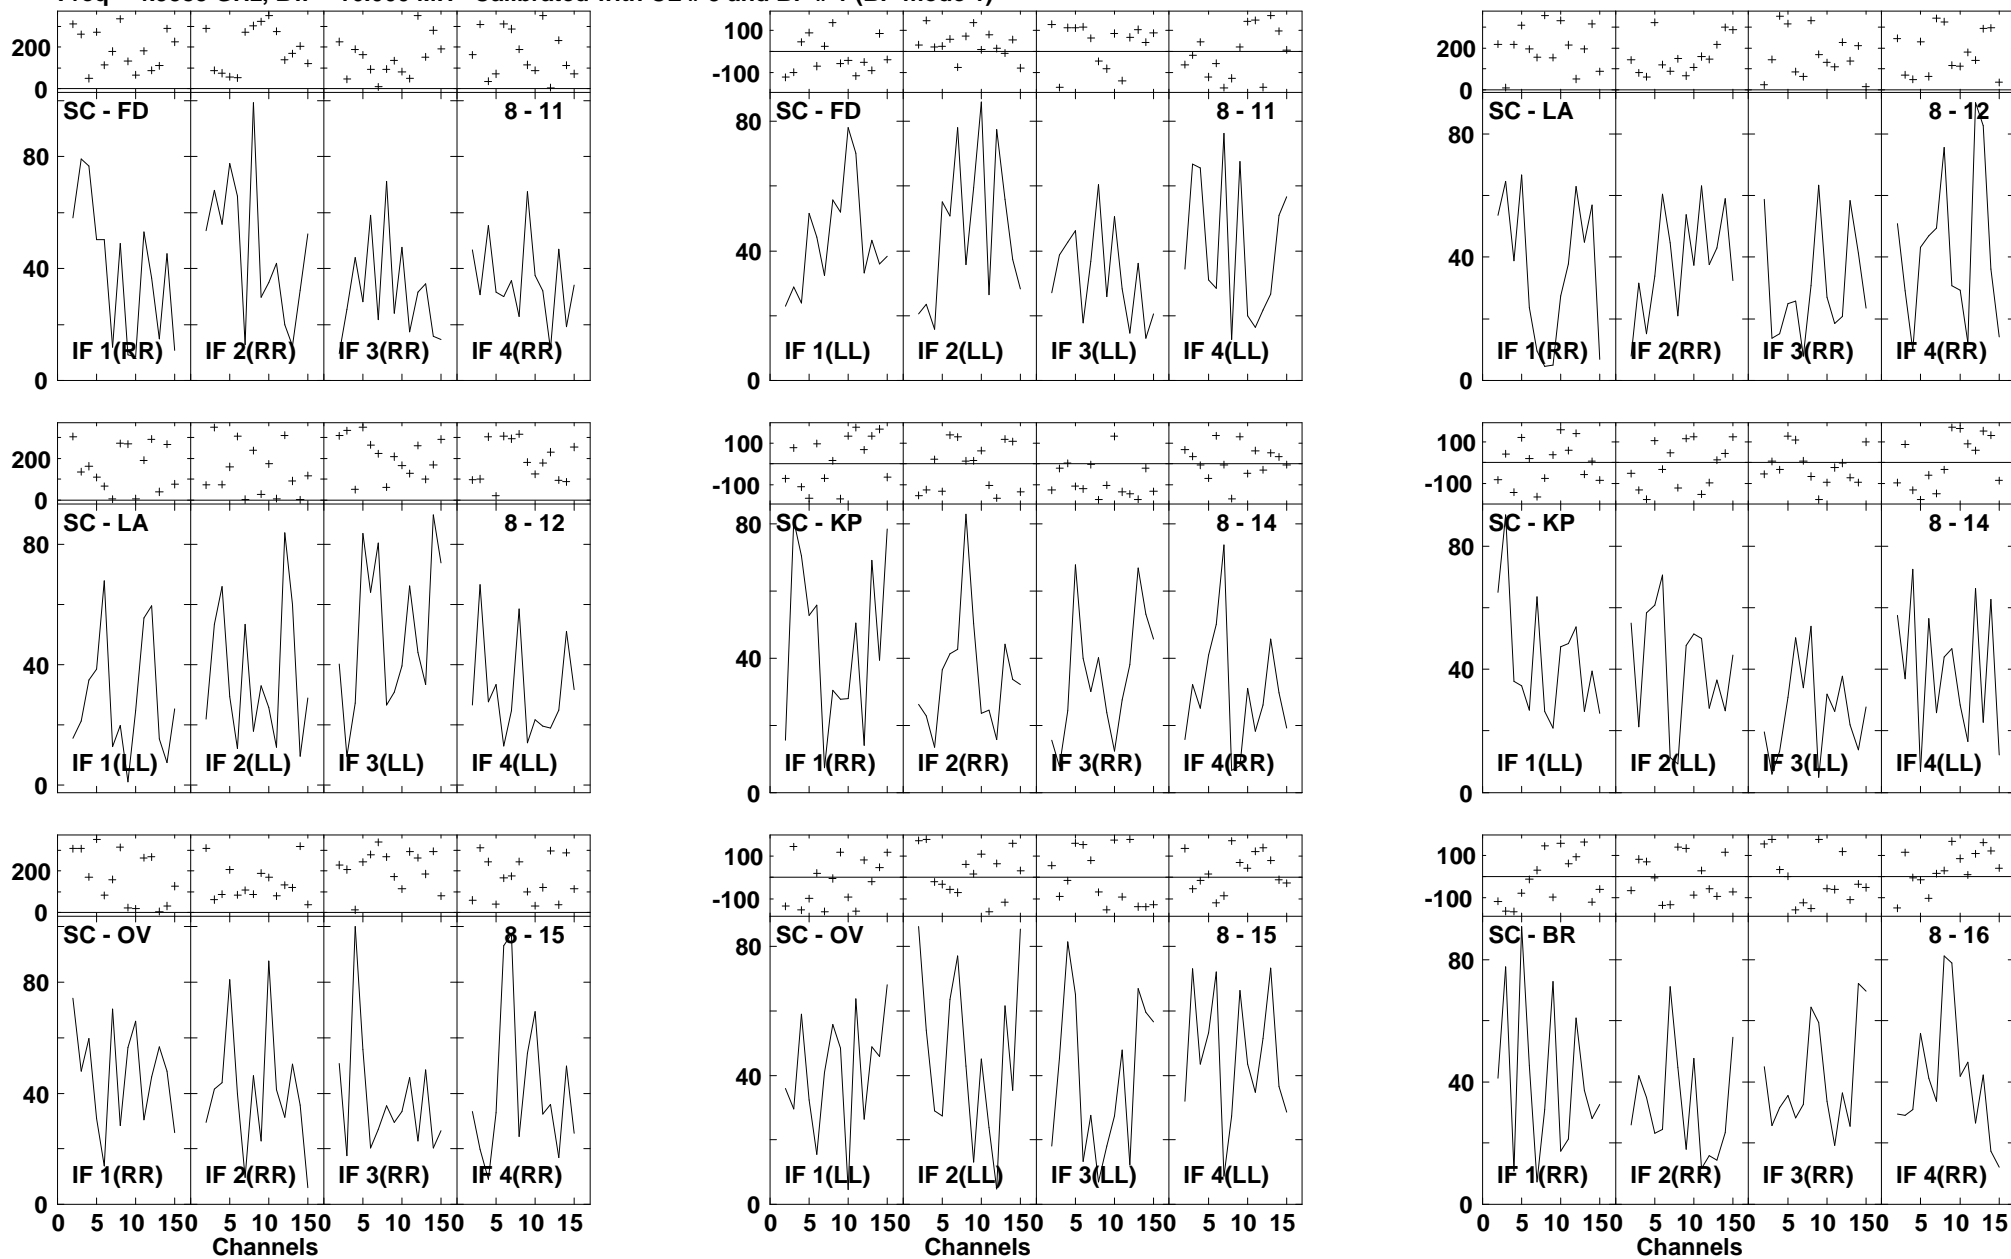 200 0 100 -100 200 0
SC - FD 8 - 11 SC - FD 8 - 11 SC - LA 8 - 12
80 80 80
40 40 40
IF 1(RR) IF 2(RR) IF 3(RR) IF 4(RR) IF 1(LL) IF 2(LL) IF 3(LL) IF 4(LL) IF 1(RR) IF 2(RR) IF 3(RR) IF 4(RR)
0 0 0
200 0 100 -100 100 -100
SC - LA 8 - 12 SC - KP 8 - 14 SC - KP 8 - 14
80 80 80
40 40 40
IF 1(LL) IF 2(LL) IF 3(LL) IF 4(LL) IF 1(RR) IF 2(RR) IF 3(RR) IF 4(RR) IF 1(LL) IF 2(LL) IF 3(LL) IF 4(LL)
0 0 0
200 0 100 -100 100 -100
SC - OV 8 - 15 SC - OV 8 - 15 SC - BR 8 - 16
80 80 80
40 40 40
IF 1(RR) IF 2(RR) IF 3(RR) IF 4(RR) IF 1(LL) IF 2(LL) IF 3(LL) IF 4(LL) IF 1(RR) IF 2(RR) IF 3(RR) IF 4(RR)
0 0 0
0 5 10 150 5 10 150 5 10 150 5 10 15 0 5 10 150 5 10 150 5 10 150 5 10 15 0 5 10 150 5 10 150 5 10 150 5 10 15
Channels Channels Channels